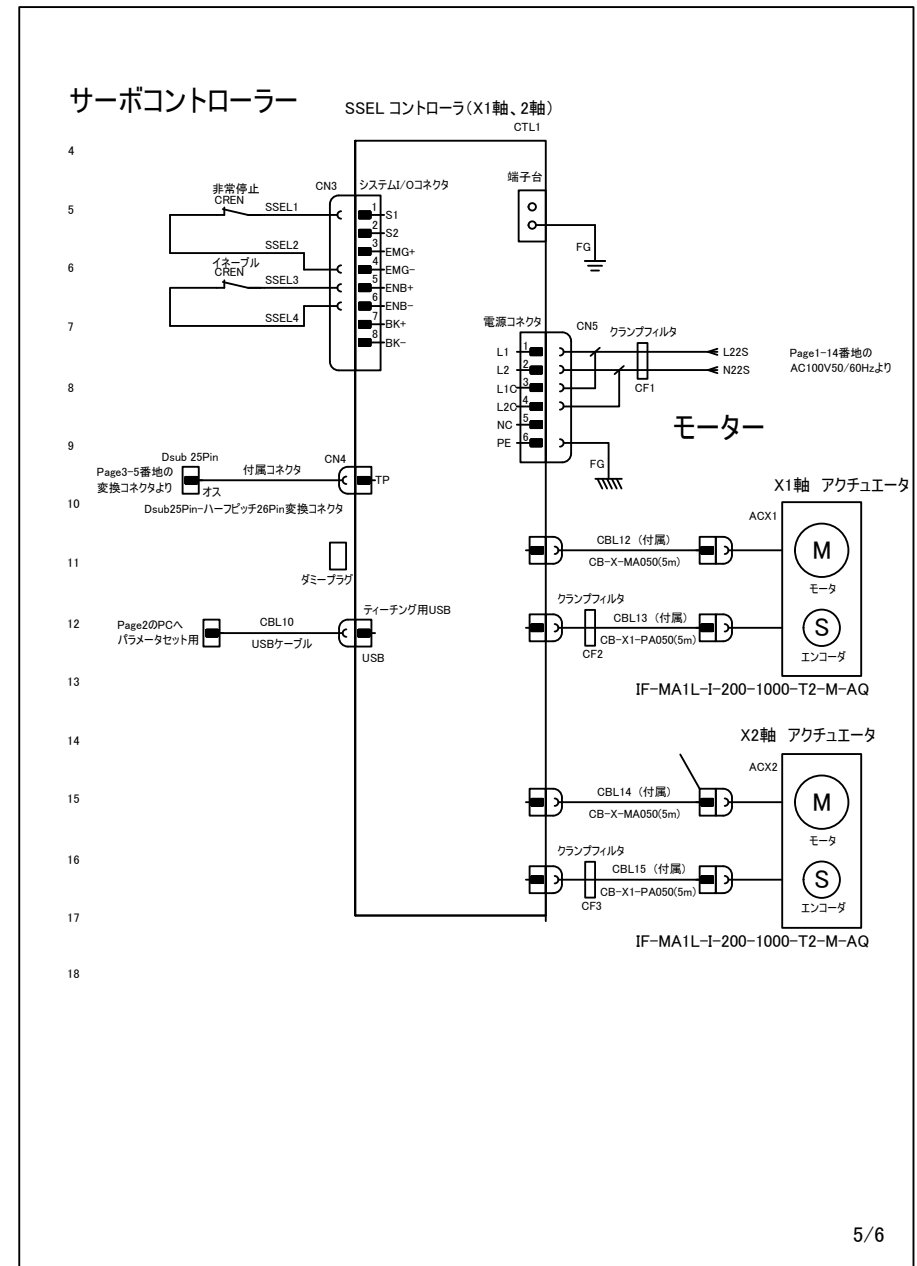 サーボコントローラー
SSEL コントローラ(X1軸、2軸)
CTL1
4
端子台
非常停止
CREN
CN3
システムI/Oコネクタ
5
SSEL1
1
S1
2
S2
SSEL2
3
EMG+
FG
6
イネーブル
CREN
4
EMG-
SSEL3
5
ENB+
6
ENB-
7
SSEL4
7
BK+
8
BK-
電源コネクタ
CN5
クランプフィルタ
L1
1
L22S
Page1-14番地の
L2
2
N22S
AC100V50/60Hzより
8
L1C
3
CF1
L2C
4
NC
5
モーター
9
PE
6
FG
Dsub 25Pin
CN4
Page3-5番地の
変換コネクタより
付属コネクタ
オス
TP
10
Dsub25Pin-ハーフピッチ26Pin変換コネクタ
X1軸 アクチュエータ
ACX1
11
ダミープラグ
CBL12 (付属)
CB-X-MA050(5m)
M
モータ
12
Page2のPCへ
パラメータセット用
CBL10
USBケーブル
ティーチング用USB
USB
クランプフィルタ
CBL13 (付属)
CB-X1-PA050(5m)
CF2
S
エンコーダ
13
IF-MA1L-I-200-1000-T2-M-AQ
14
X2軸 アクチュエータ
ACX2
15
CBL14 (付属)
CB-X-MA050(5m)
M
モータ
16
クランプフィルタ
CBL15 (付属)
CB-X1-PA050(5m)
CF3
S
エンコーダ
17
IF-MA1L-I-200-1000-T2-M-AQ
18
5/6